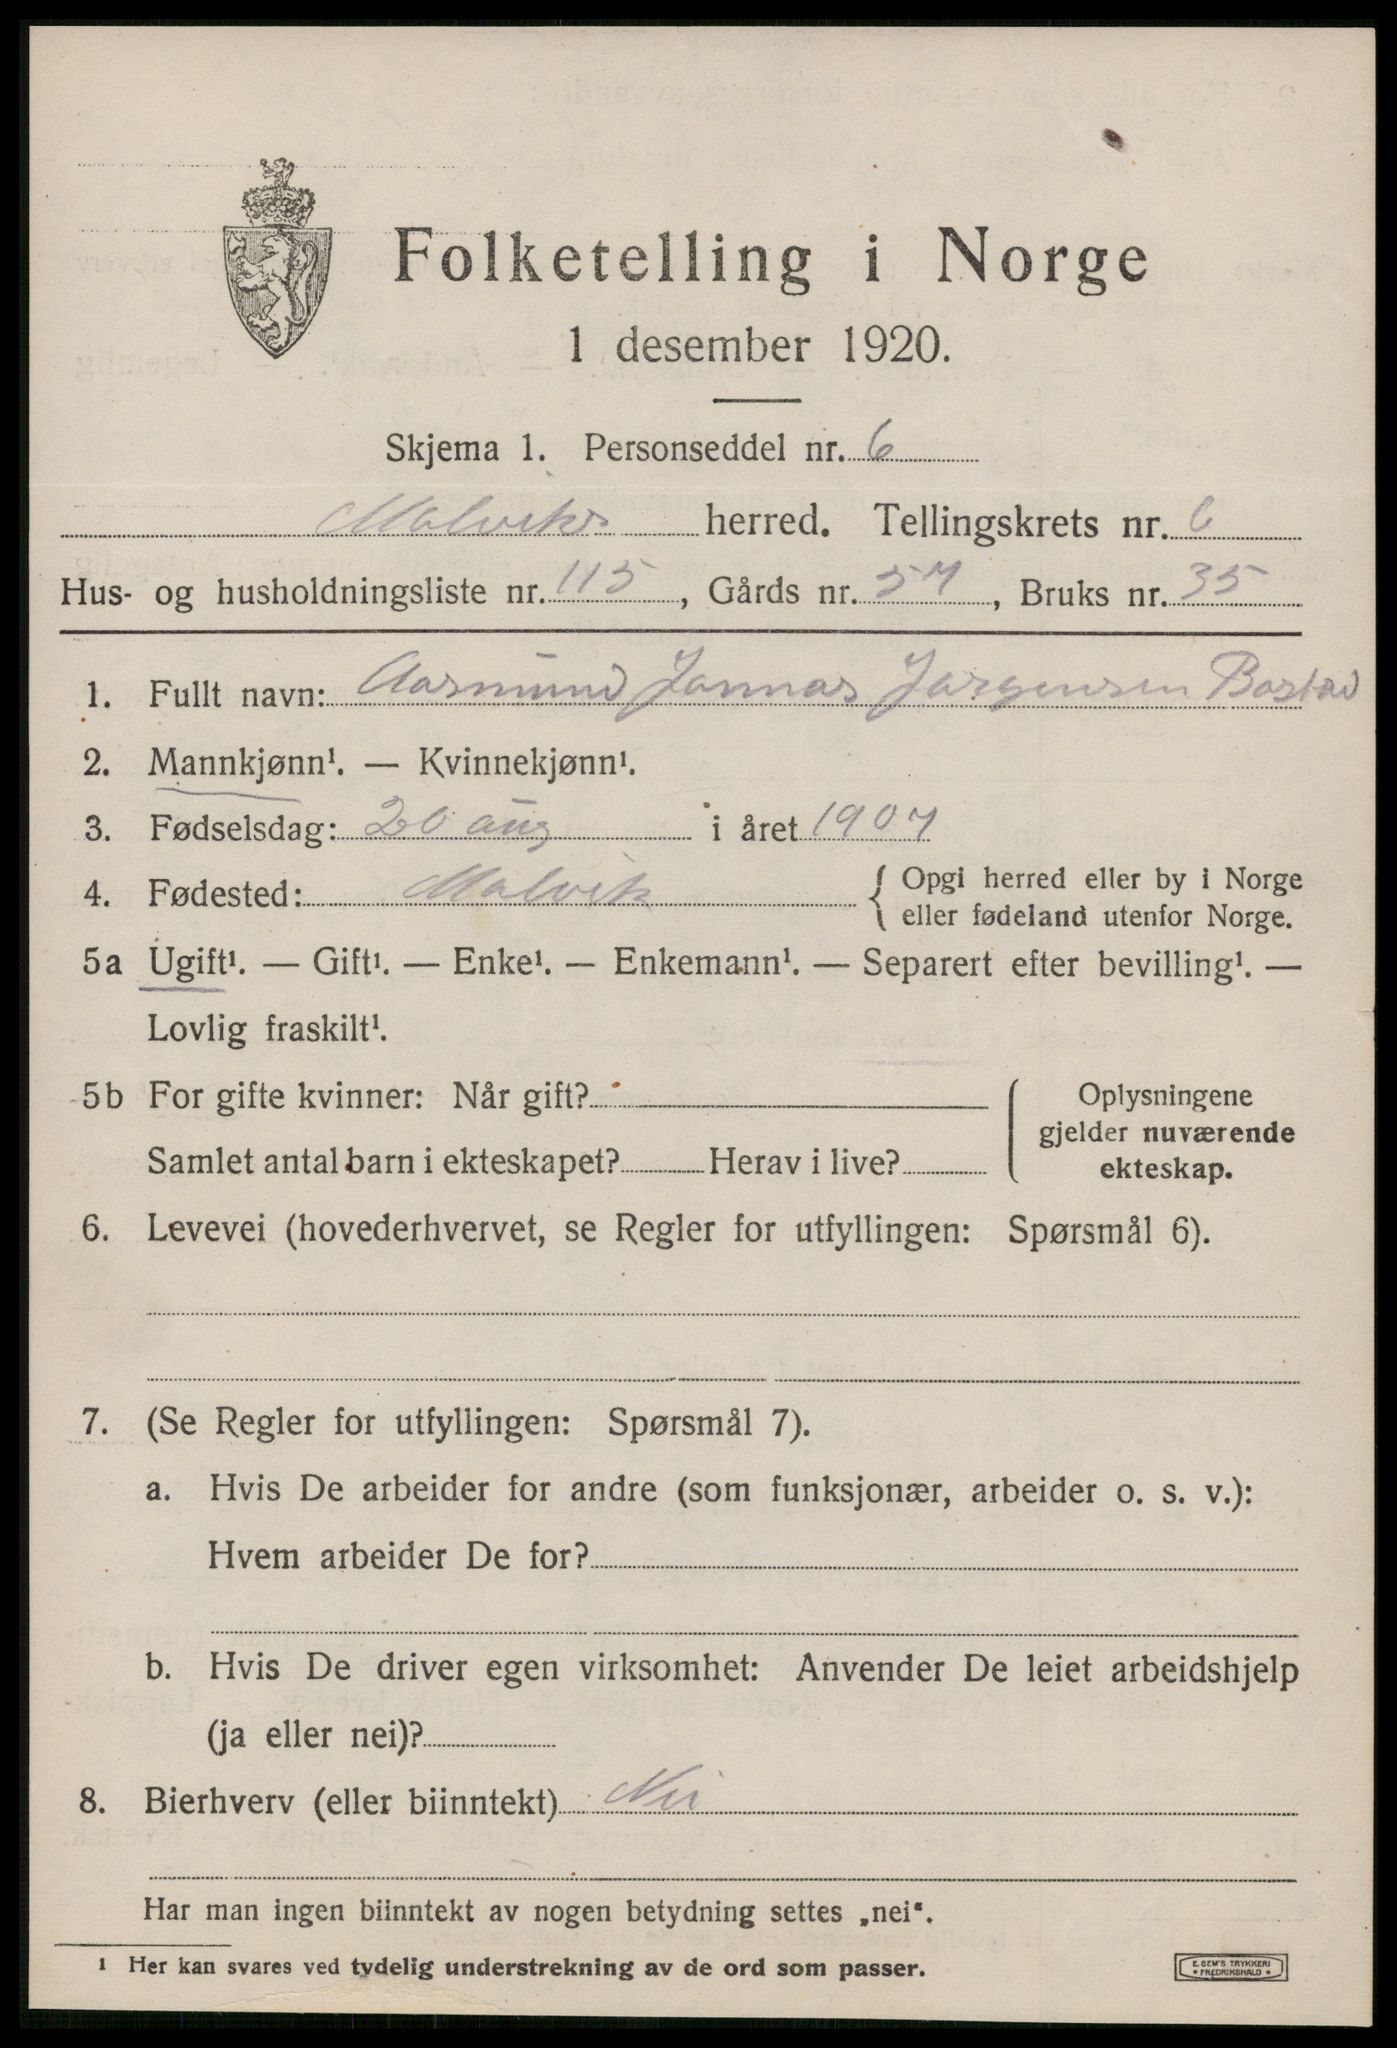 Folketelling i Norge
1 desember 1920.
Skjema 1. Personseddel nr. 6
Malviks herred. Tellingskrets nr. 6
Hus- og husholdningsliste nr. 115, Gårds nr. 57, Bruks nr. 35
1. Fullt navn: Aasmund Jonnas Jørgensen Bostad
2. Mannkjønn¹. — Kvinnekjønn¹.
3. Fødselsdag: 20 aug i året 1907
4. Fødested: Malvik { Opgi herred eller by i Norge
eller fødeland utenfor Norge.
5a Ugift¹. — Gift¹. — Enke¹. — Enkemann¹. — Separert efter bevilling¹. —
Lovlig fraskilt¹.
5b For gifte kvinner: Når gift?
Samlet antal barn i ekteskapet? Herav i live?
Oplysningene
gjelder nuværende
ekteskap.
6. Levevei (hovederhvervet, se Regler for utfyllingen: Spørsmål 6).
7. (Se Regler for utfyllingen: Spørsmål 7).
a. Hvis De arbeider for andre (som funksjonær, arbeider o. s. v.):
Hvem arbeider De for?
b. Hvis De driver egen virksomhet: Anvender De leiet arbeidshjelp
(ja eller nei)?
8. Bierhverv (eller biinntekt) Nei
Har man ingen biinntekt av nogen betydning settes „nei“.
¹ Her kan svares ved tydelig understrekning av de ord som passer.
E. SEM'S TRYKKERI
• FREDRIKSHALD •